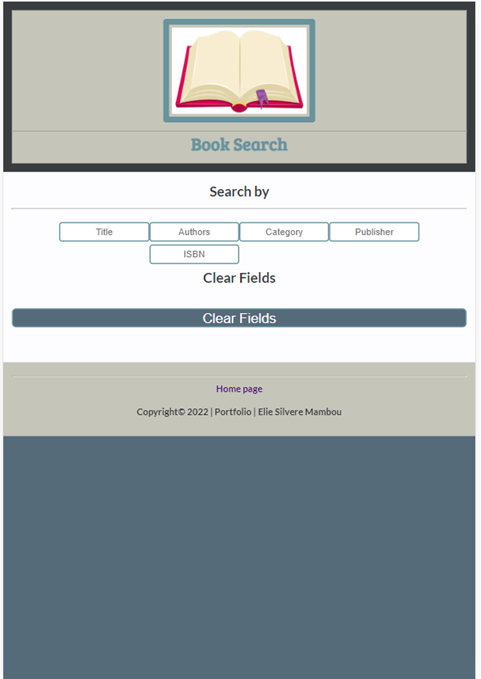 Book Search
Search by
Title Authors Category Publisher
ISBN
Clear Fields
Clear Fields
Home page
Copyright© 2022 | Portfolio | Elie Silvere Mambou